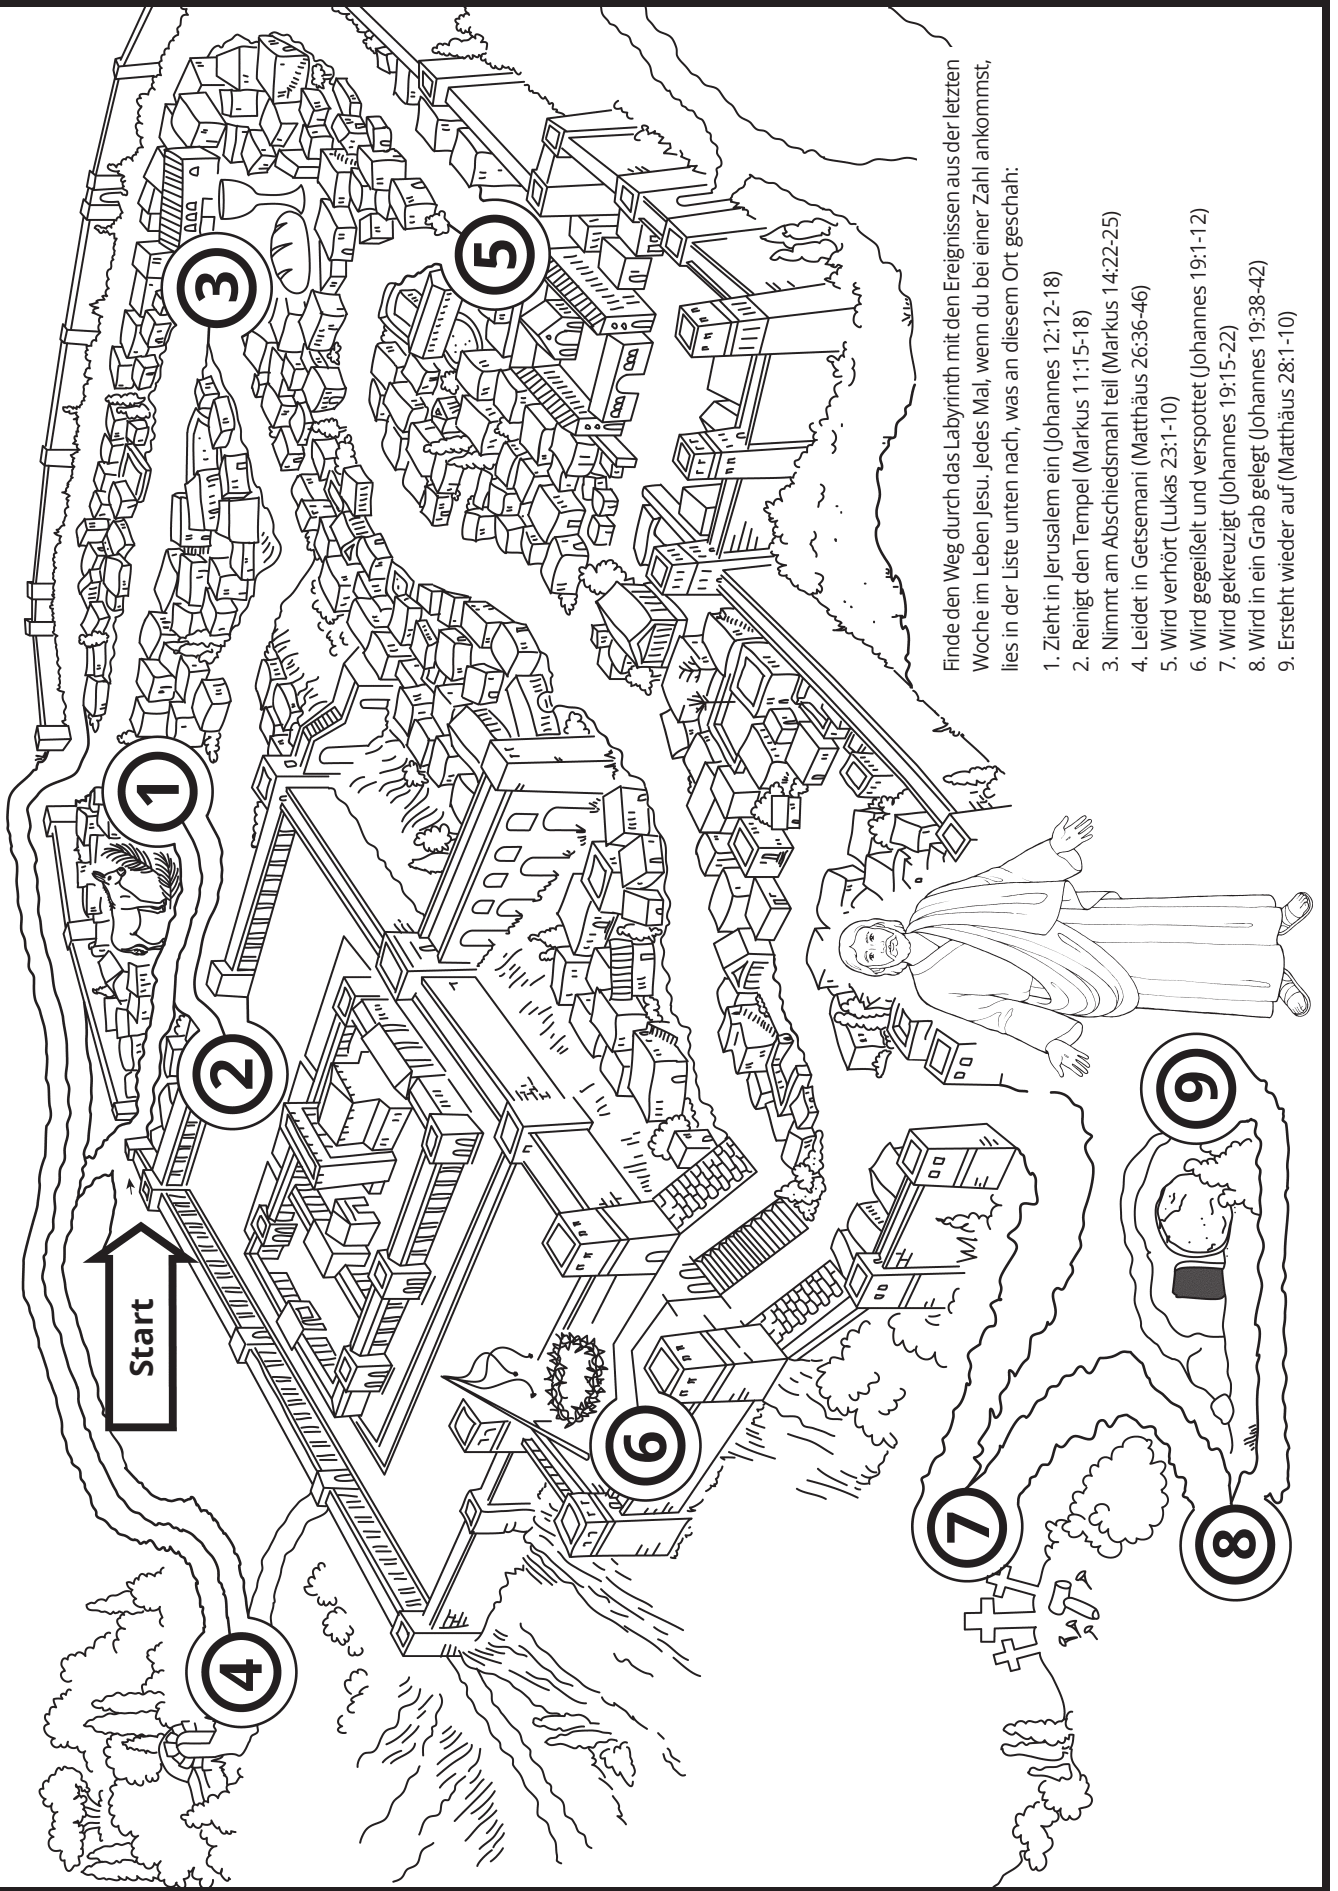 Finde den Weg durch das Labyrinth mit den Ereignissen aus der letzten
Woche im Leben Jesu. Jedes Mal, wenn du bei einer Zahl ankommst,
lies in der Liste unten nach, was an diesem Ort geschah:
1. Zieht in Jerusalem ein (Johannes 12:12-18)
2. Reinigt den Tempel (Markus 11:15-18)
3. Nimmt am Abschiedsmahl teil (Markus 14:22-25)
4. Leidet in Getsemani (Matthäus 26:36-46)
5. Wird verhört (Lukas 23:1-10)
6. Wird gegeißelt und verspottet (Johannes 19:1-12)
7. Wird gekreuzigt (Johannes 19:15-22)
8. Wird in ein Grab gelegt (Johannes 19:38-42)
9. Ersteht wieder auf (Matthäus 28:1-10)
Start
1
2
3
4
5
6
7
8
9